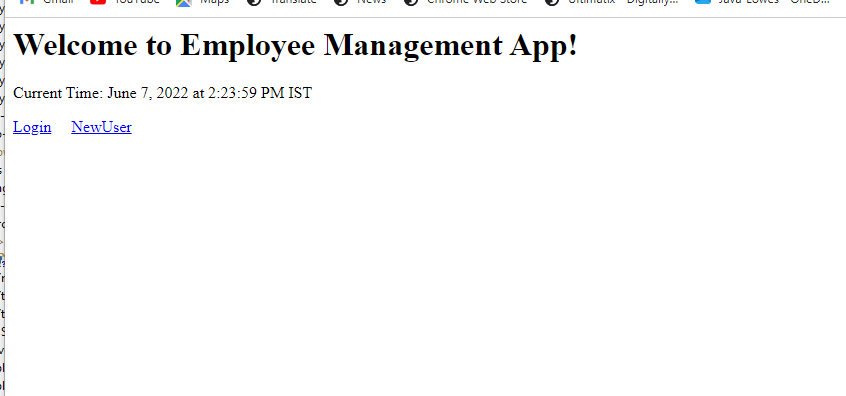 Gmail YouTube Maps Translate News Chrome Web Store Ultimatix - Digitally... Java Lowes - OneD...
Welcome to Employee Management App!
Current Time: June 7, 2022 at 2:23:59 PM IST
Login NewUser